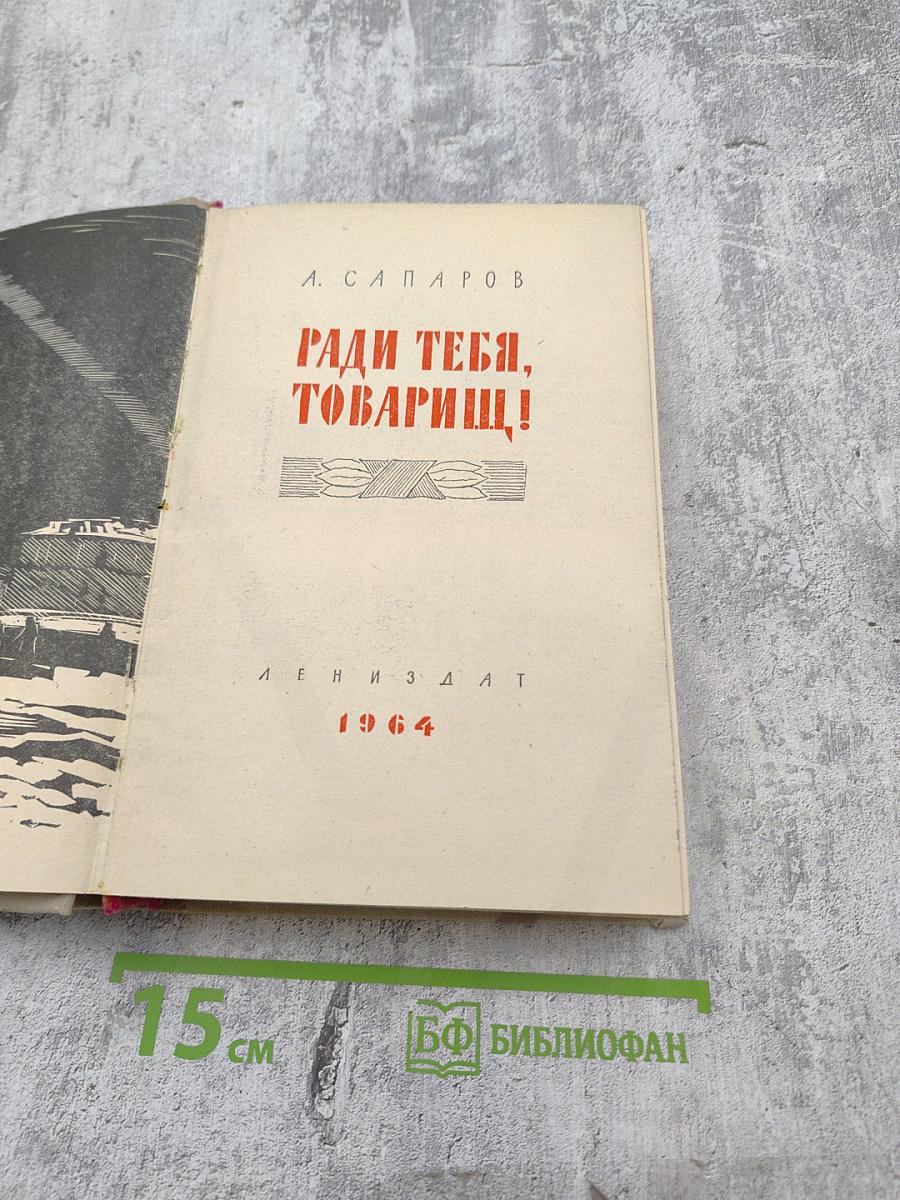 А. САПАРОВ
РАДИ ТЕБЯ,
ТОВАРИЩ!
ЛЕНИЗДАТ
1964
15 см
БФ БИБЛИОФАН